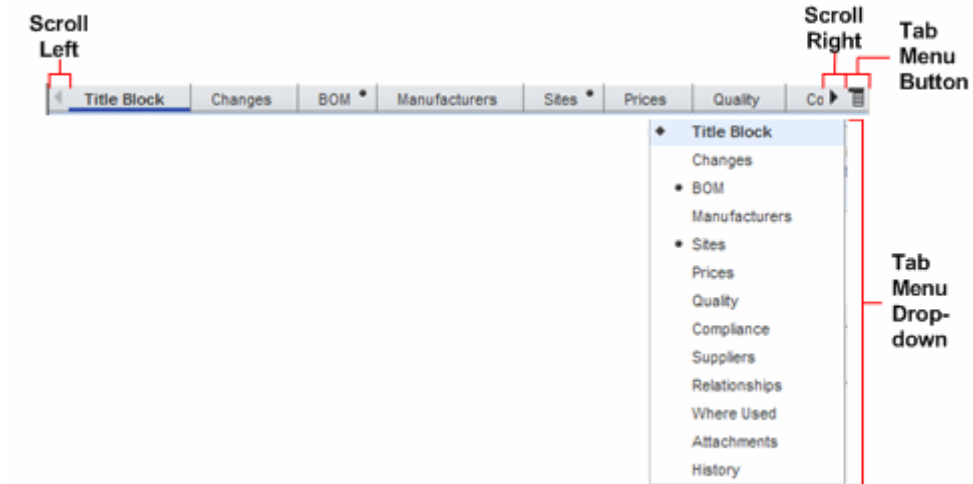 Scroll
Left
Scroll
Right
Tab
Menu
Button
Title Block
Changes
BOM •
Manufacturers
Sites •
Prices
Quality
Co
◆ Title Block
Changes
• BOM
Manufacturers
• Sites
Prices
Quality
Compliance
Suppliers
Relationships
Where Used
Attachments
History
Tab
Menu
Drop-
down